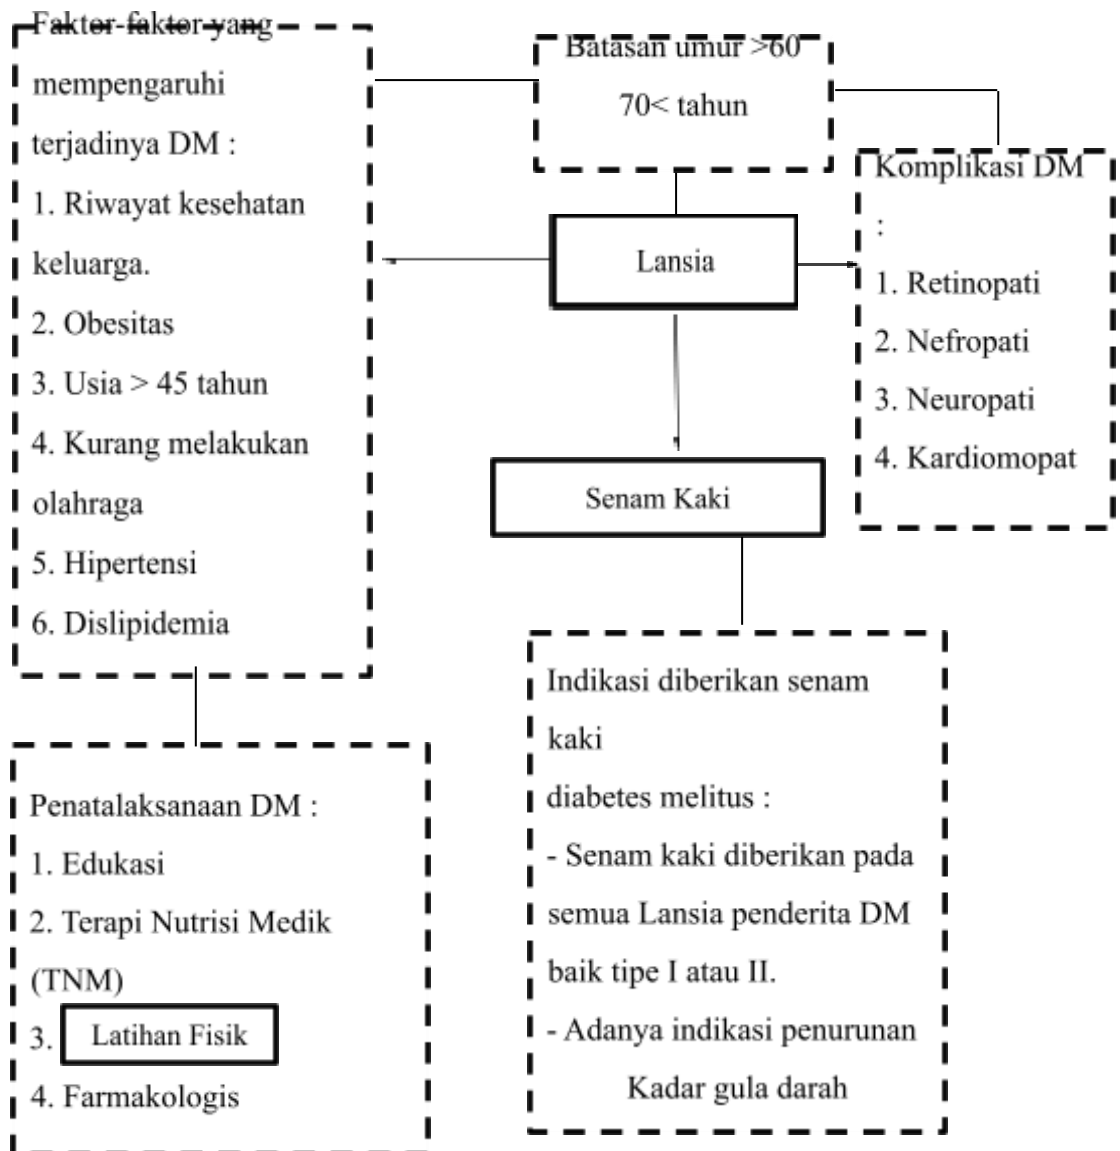 Faktor-faktor yang
mempengaruhi
terjadinya DM :
1. Riwayat kesehatan
keluarga.
2. Obesitas
3. Usia > 45 tahun
4. Kurang melakukan
olahraga
5. Hipertensi
6. Dislipidemia
Batasan umur >60
70< tahun
Lansia
Komplikasi DM
:
1. Retinopati
2. Nefropati
3. Neuropati
4. Kardiomopat
Senam Kaki
Penatalaksanaan DM :
1. Edukasi
2. Terapi Nutrisi Medik
(TNM)
3. Latihan Fisik
4. Farmakologis
Indikasi diberikan senam
kaki
diabetes melitus :
- Senam kaki diberikan pada
semua Lansia penderita DM
baik tipe I atau II.
- Adanya indikasi penurunan
Kadar gula darah